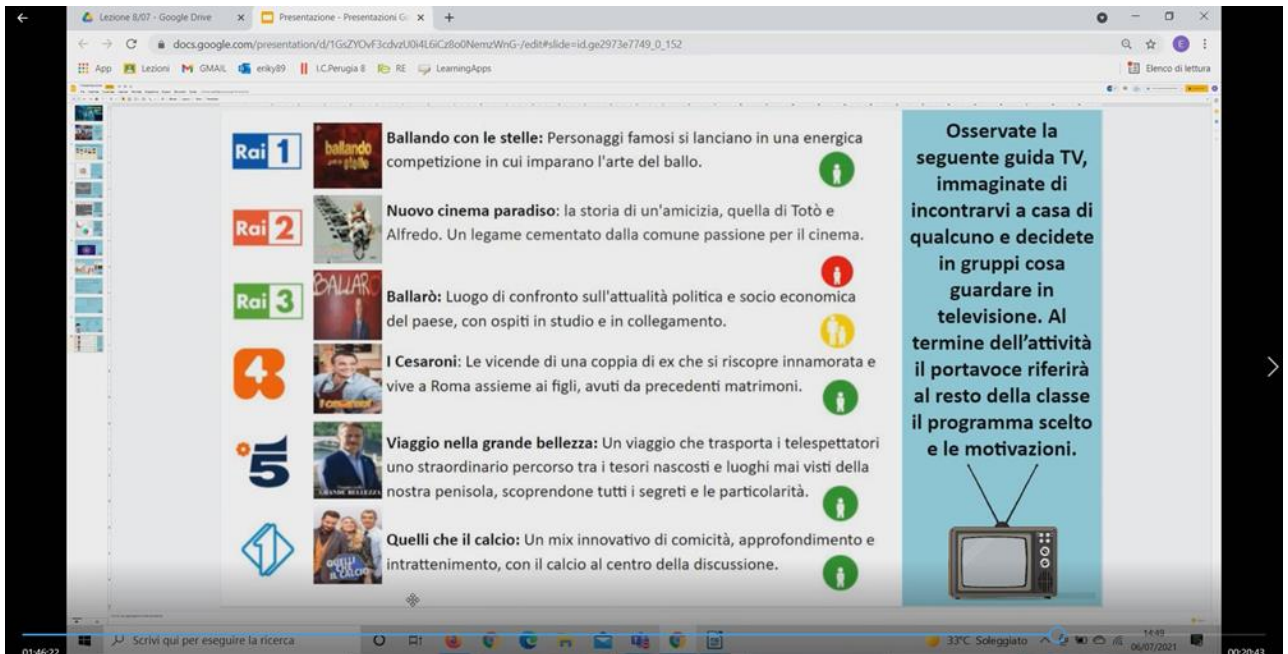 Lezione 8/07 - Google Drive
Presentazione - Presentazioni G
docs.google.com/presentation/d/1GsZYOvF3cdvzU0i4L6iCz8o0NemzWnG-/edit#slide=id.ge2973e7749_0_152
E
App Lezioni GMAIL eriky89 I.C.Perugia 8 RE LearningApps
Elenco di lettura
Rai 1
ballando
stelle
Ballando con le stelle: Personaggi famosi si lanciano in una energica
competizione in cui imparano l'arte del ballo.
Rai 2
Nuovo cinema paradiso: la storia di un'amicizia, quella di Totò e
Alfredo. Un legame cementato dalla comune passione per il cinema.
Rai 3
BALLARÒ
Ballarò: Luogo di confronto sull'attualità politica e socio economica
del paese, con ospiti in studio e in collegamento.
4
I Cesaroni: Le vicende di una coppia di ex che si riscopre innamorata e
vive a Roma assieme ai figli, avuti da precedenti matrimoni.
5
GRANDE BELLEZZA
Viaggio nella grande bellezza: Un viaggio che trasporta i telespettatori
uno straordinario percorso tra i tesori nascosti e luoghi mai visti della
nostra penisola, scoprendone tutti i segreti e le particolarità.
1
QUELLI
CHE
IL CALCIO
Quelli che il calcio: Un mix innovativo di comicità, approfondimento e
intrattenimento, con il calcio al centro della discussione.
Osservate la
seguente guida TV,
immaginate di
incontrarvi a casa di
qualcuno e decidete
in gruppi cosa
guardare in
televisione. Al
termine dell'attività
il portavoce riferirà
al resto della classe
il programma scelto
e le motivazioni.
Scrivi qui per eseguire la ricerca
33°C Soleggiato
14:49
06/07/2021
01:46:22
00:20:43